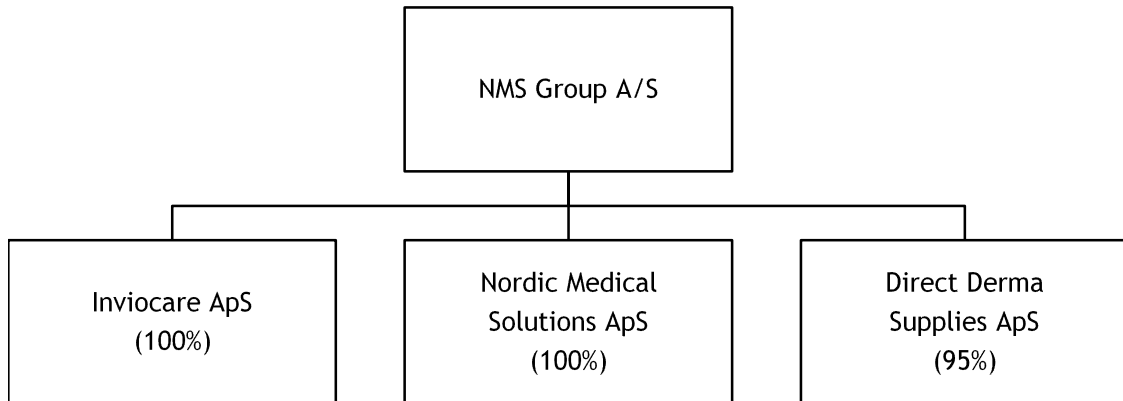 NMS Group A/S
Inviocare ApS
(100%)
Nordic Medical
Solutions ApS
(100%)
Direct Derma
Supplies ApS
(95%)